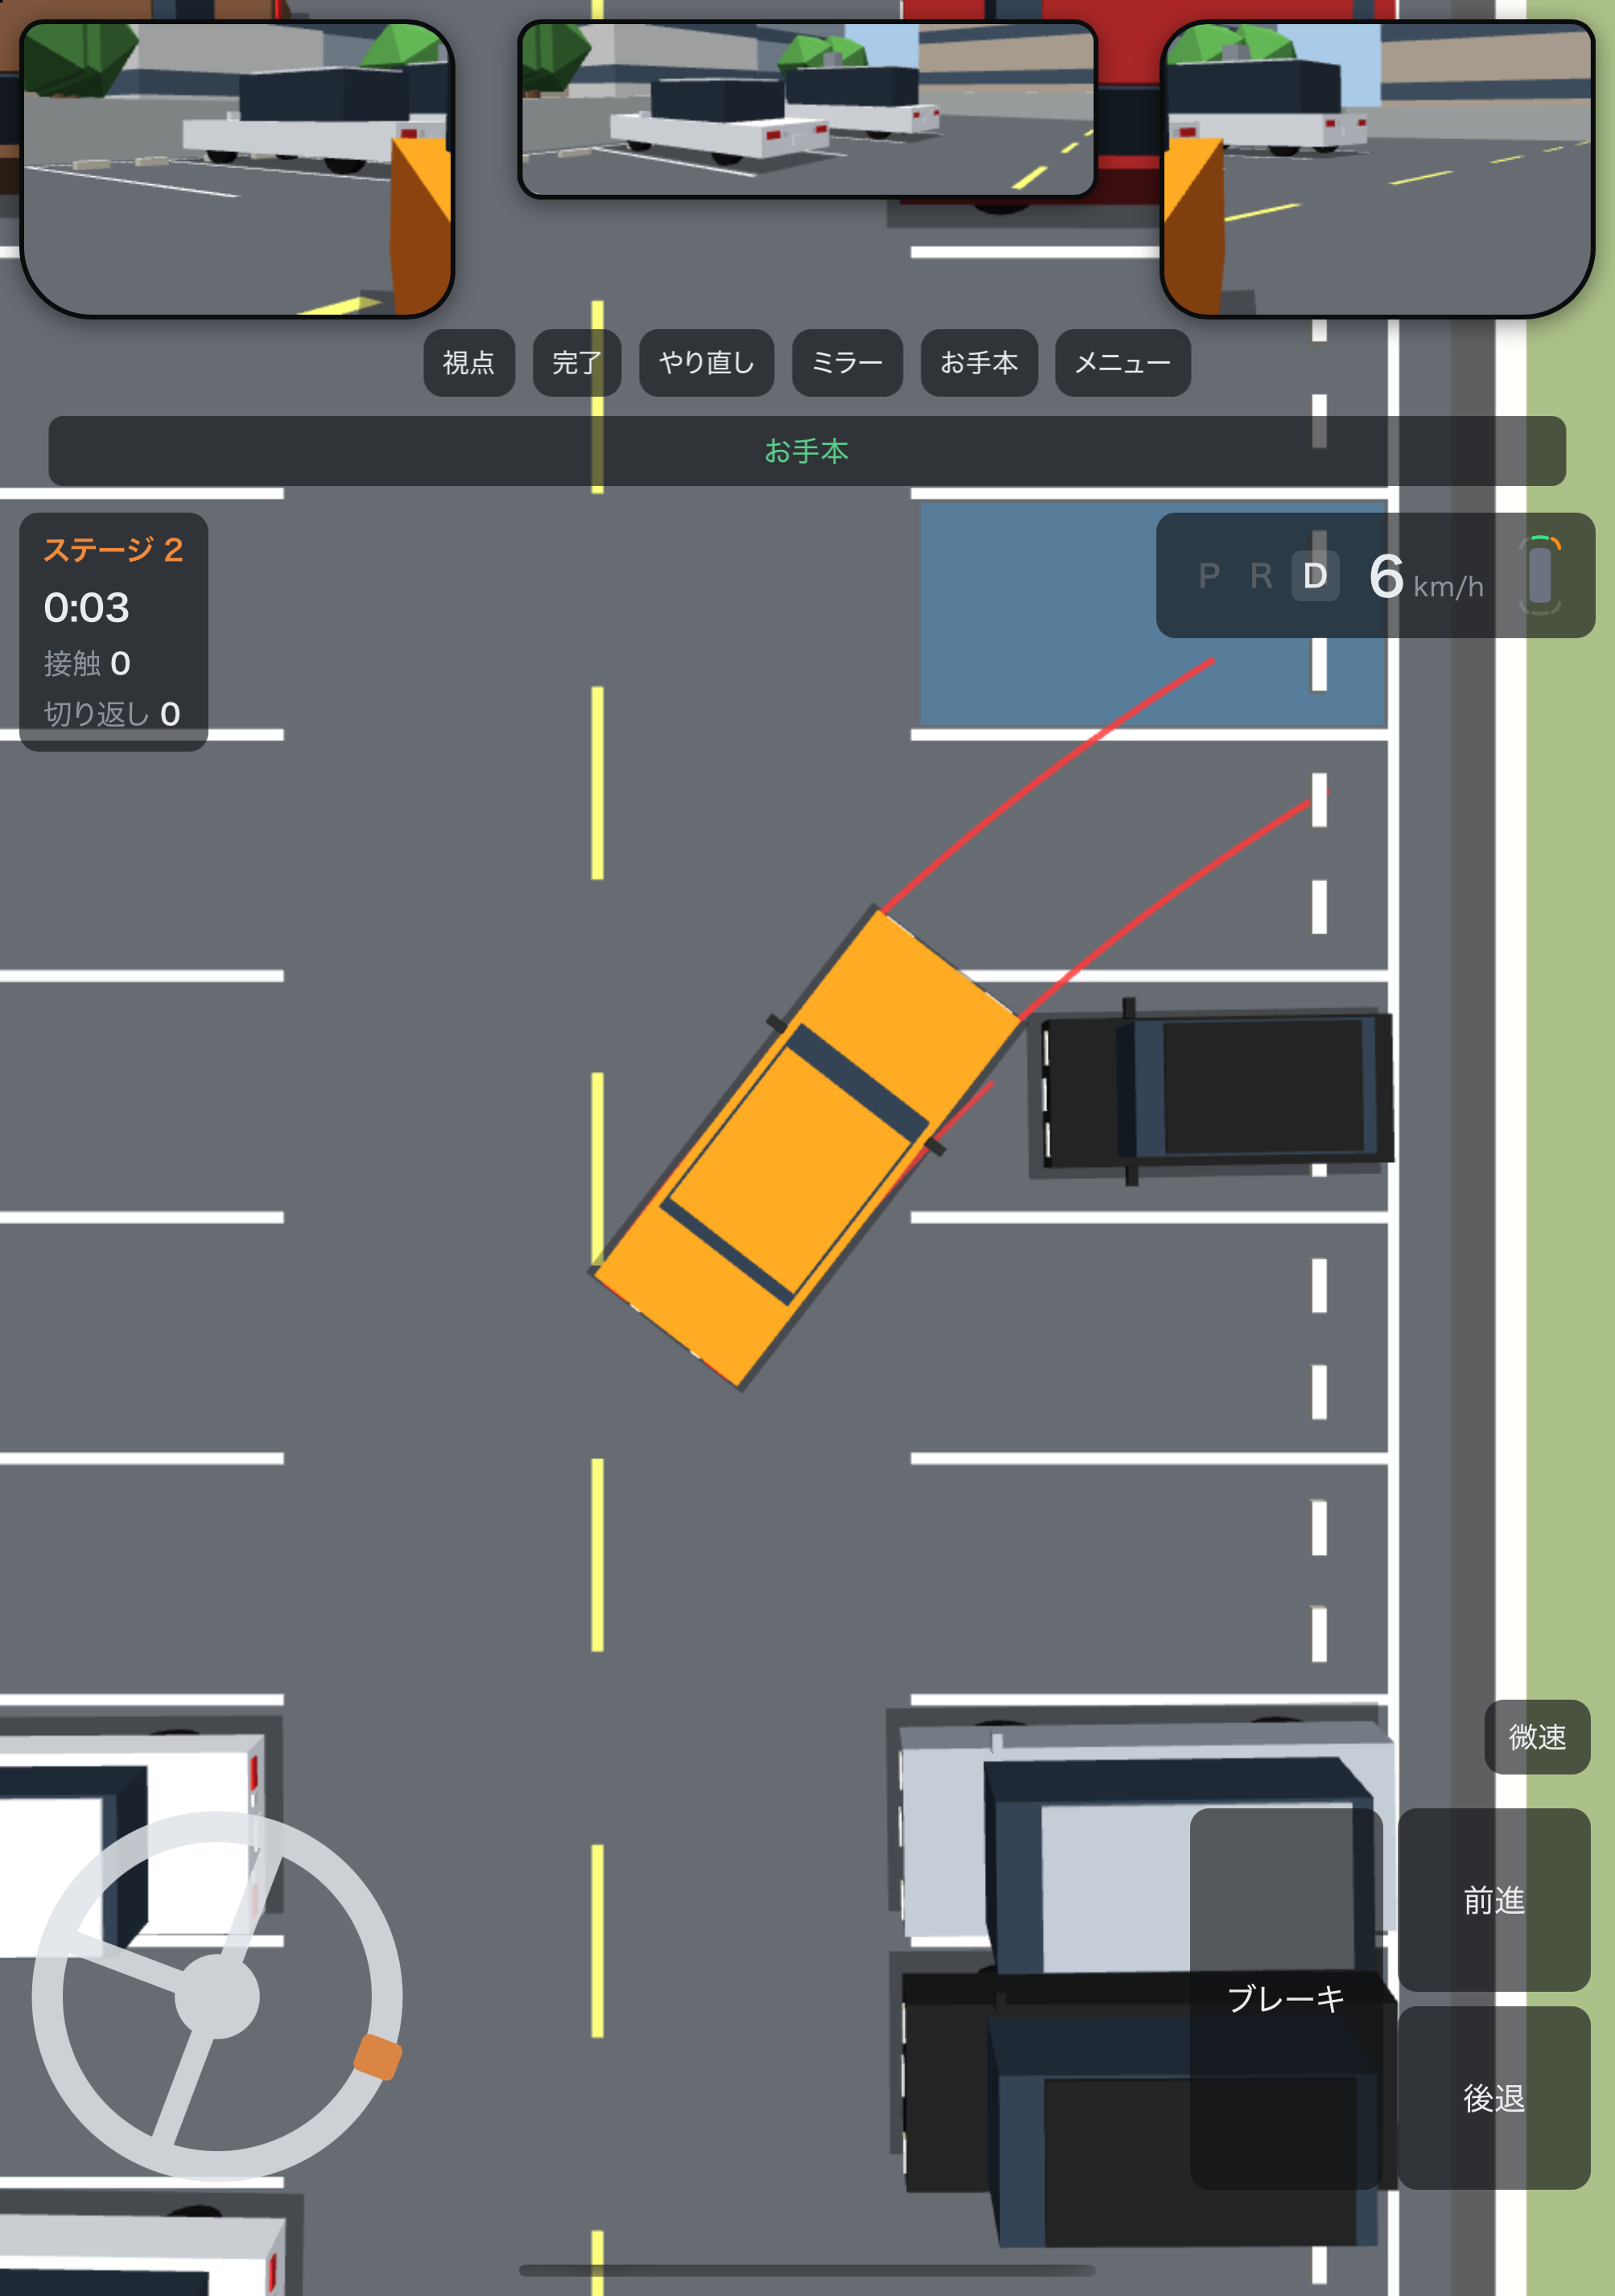 視点
完了
やり直し
ミラー
お手本
メニュー
お手本
ステージ 2
0:03
接触 0
切り返し 0
P R D 6 km/h
微速
前進
ブレーキ
後退